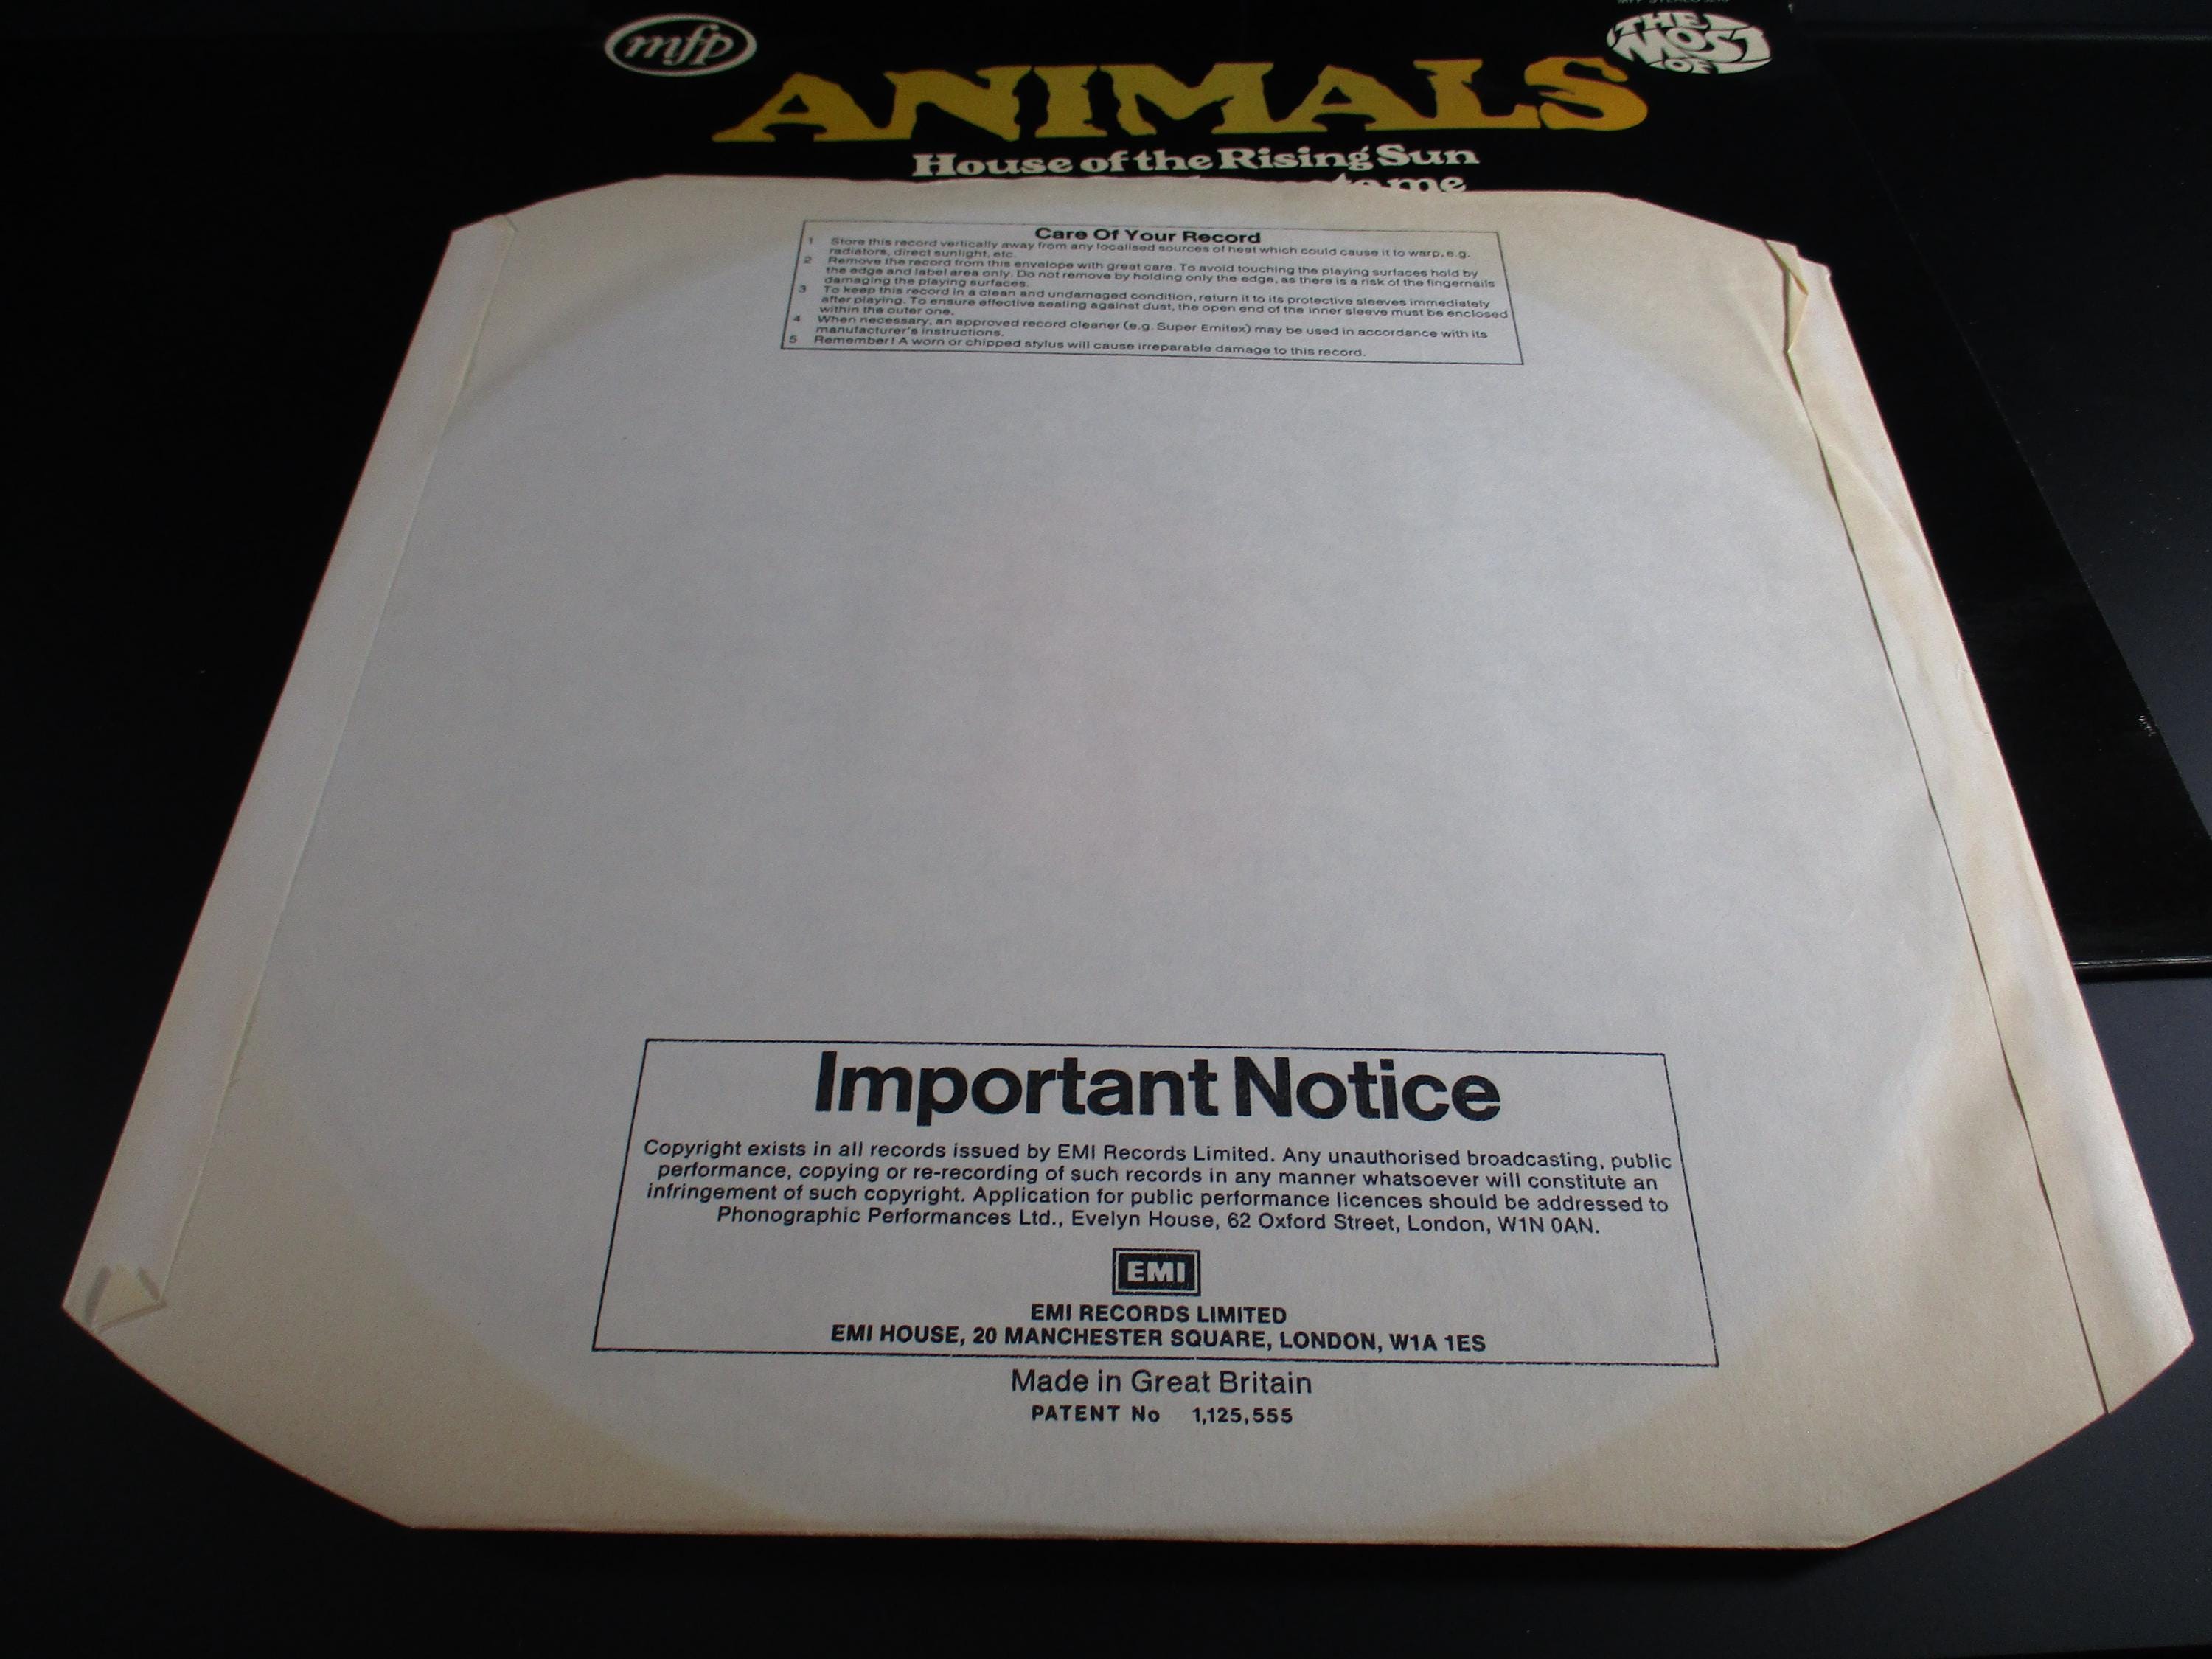 mfp
THE
MOST
OF
ANIMALS
House of the Rising Sun
to me
Care Of Your Record
1 Store this record vertically away from any localised sources of heat which could cause it to warp, e.g.
radiators, direct sunlight, etc.
2 Remove the record from this envelope with great care. To avoid touching the playing surfaces hold by
the edge and label area only. Do not remove by holding only the edge, as there is a risk of the fingernails
damaging the playing surfaces.
3 To keep this record in a clean and undamaged condition, return it to its protective sleeves immediately
after playing. To ensure effective sealing against dust, the open end of the inner sleeve must be enclosed
within the outer one.
4 When necessary, an approved record cleaner (e.g. Super Emitex) may be used in accordance with its
manufacturer's instructions.
5 Remember! A worn or chipped stylus will cause irreparable damage to this record.
Important Notice
Copyright exists in all records issued by EMI Records Limited. Any unauthorised broadcasting, public
performance, copying or re-recording of such records in any manner whatsoever will constitute an
infringement of such copyright. Application for public performance licences should be addressed to
Phonographic Performances Ltd., Evelyn House, 62 Oxford Street, London, W1N 0AN.
EMI
EMI RECORDS LIMITED
EMI HOUSE, 20 MANCHESTER SQUARE, LONDON, W1A 1ES
Made in Great Britain
PATENT No 1,125,555